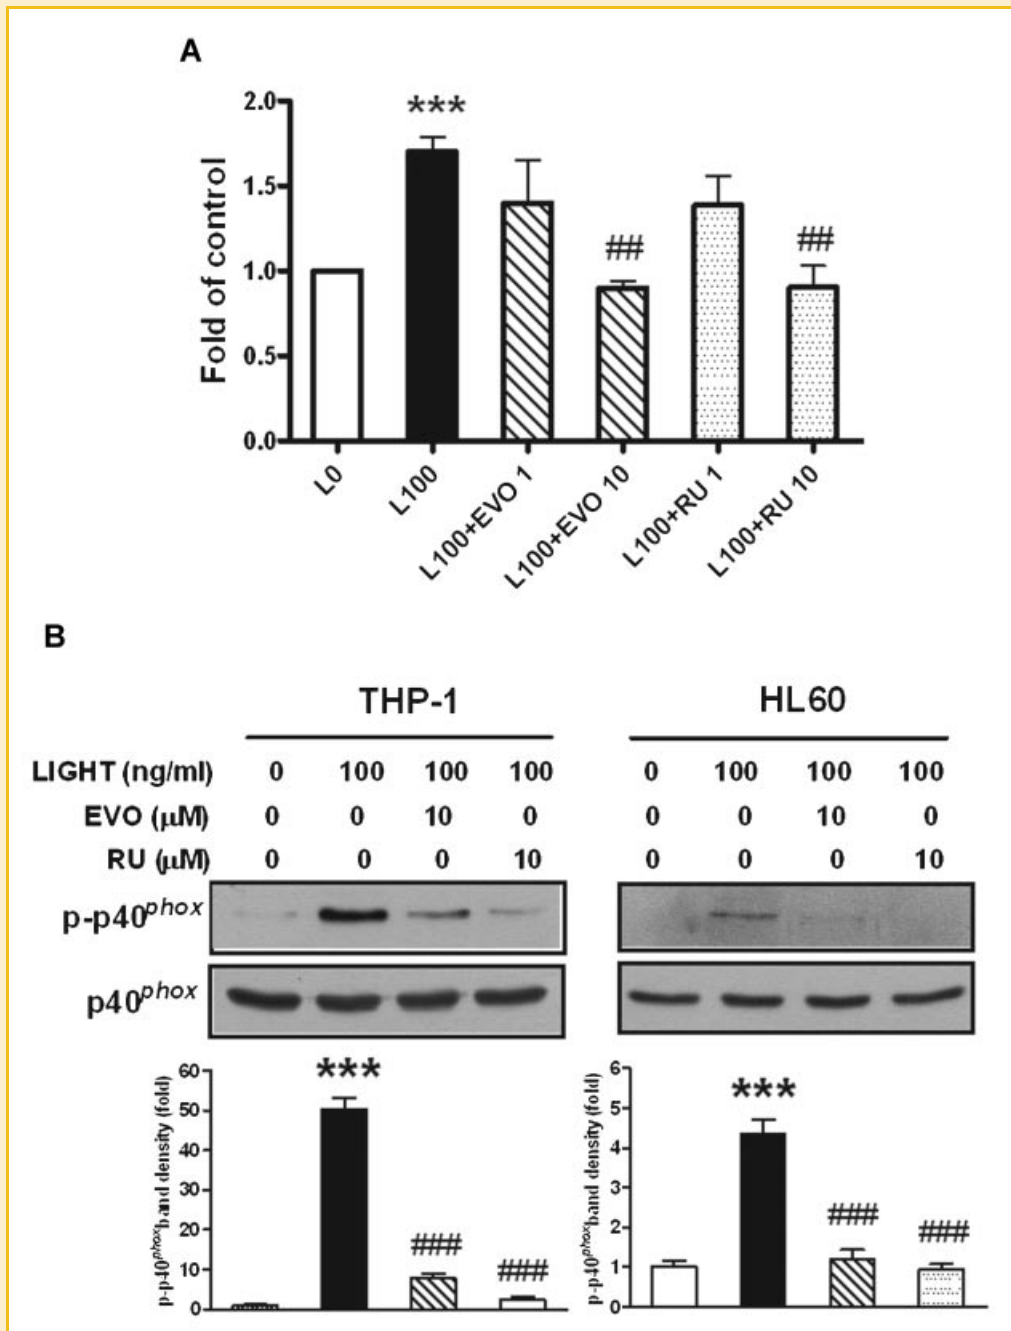 A
2.0
***
1.5
##
##
1.0
0.5
0.0
Fold of control
L0
L100
L100+EVO 1
L100+EVO 10
L100+RU 1
L100+RU 10
B
THP-1
HL60
LIGHT (ng/ml) 0 100 100 100 0 100 100 100
EVO (μM) 0 0 10 0 0 0 10 0
RU (μM) 0 0 0 10 0 0 0 10
p-p40phox
p40phox
p-p40phox band density (fold)
60
50
40
30
20
10
0
***
###
###
p-p40phox band density (fold)
6
5
4
3
2
1
0
***
###
###